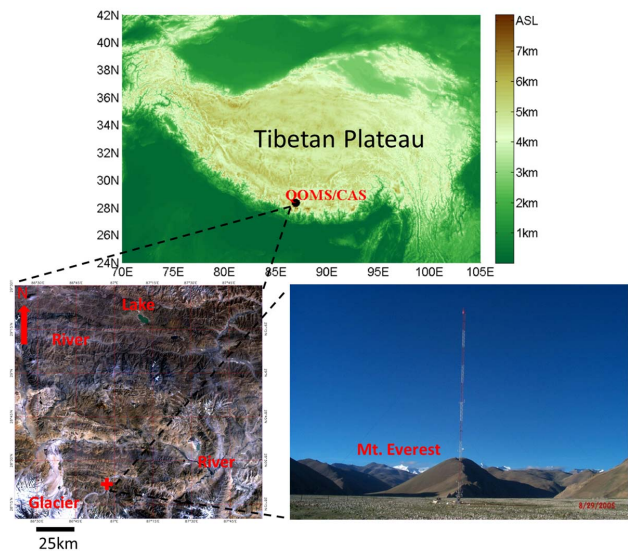 42N
ASL
40N
7km
38N
6km
36N
5km
34N
Tibetan Plateau
4km
32N
3km
30N
QOMS/CAS
2km
28N
26N
1km
24N
70E 75E 80E 85E 90E 95E 100E 105E
N
Lake
River
River
Mt. Everest
Glacier
8/29/2005
25km